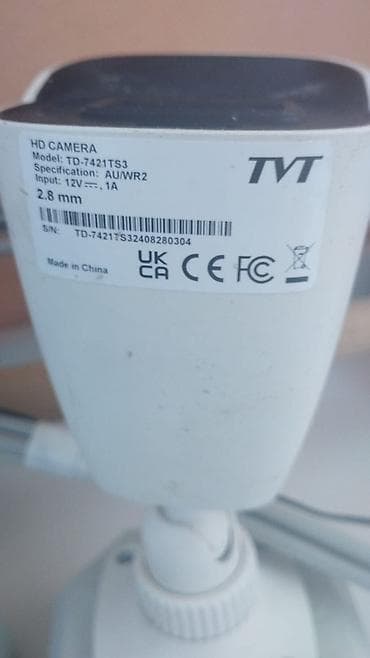 HD CAMERA
Model: TD-7421TS3
Specification: AU/WR2
Input: 12V⎓, 1A
2.8 mm
TVT
S/N: TD-7421TS32408280304
Made in China
UK CA CE FC